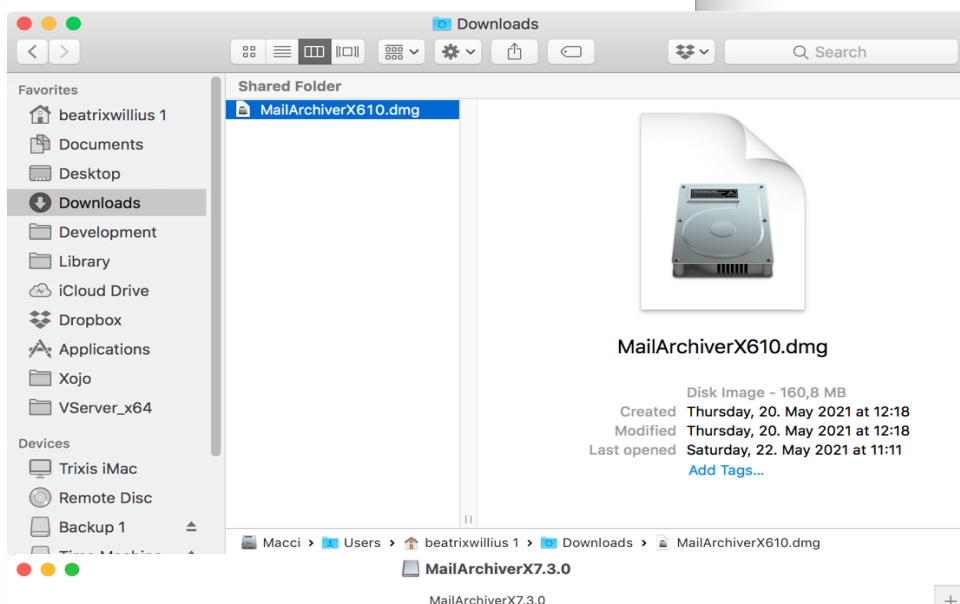 Downloads
Search
Favorites
beatrixwillius 1
Documents
Desktop
Downloads
Development
Library
iCloud Drive
Dropbox
Applications
Xojo
VServer_x64
Devices
Trixis iMac
Remote Disc
Backup 1
Time Machine
Shared Folder
MailArchiverX610.dmg
MailArchiverX610.dmg
Disk Image - 160,8 MB
Created Thursday, 20. May 2021 at 12:18
Modified Thursday, 20. May 2021 at 12:18
Last opened Saturday, 22. May 2021 at 11:11
Add Tags...
Macci › Users › beatrixwillius 1 › Downloads › MailArchiverX610.dmg
MailArchiverX7.3.0
MailArchiverX7.3.0